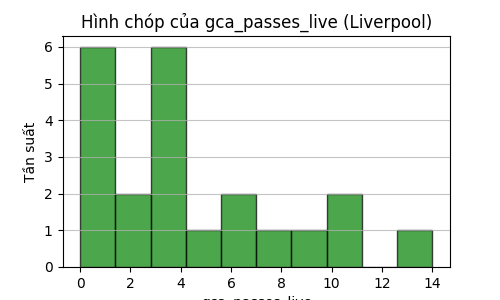 Hình chóp của gca_passes_live (Liverpool)
6
5
4
3
2
1
0
Tần suất
0 2 4 6 8 10 12 14
gca_passes_live